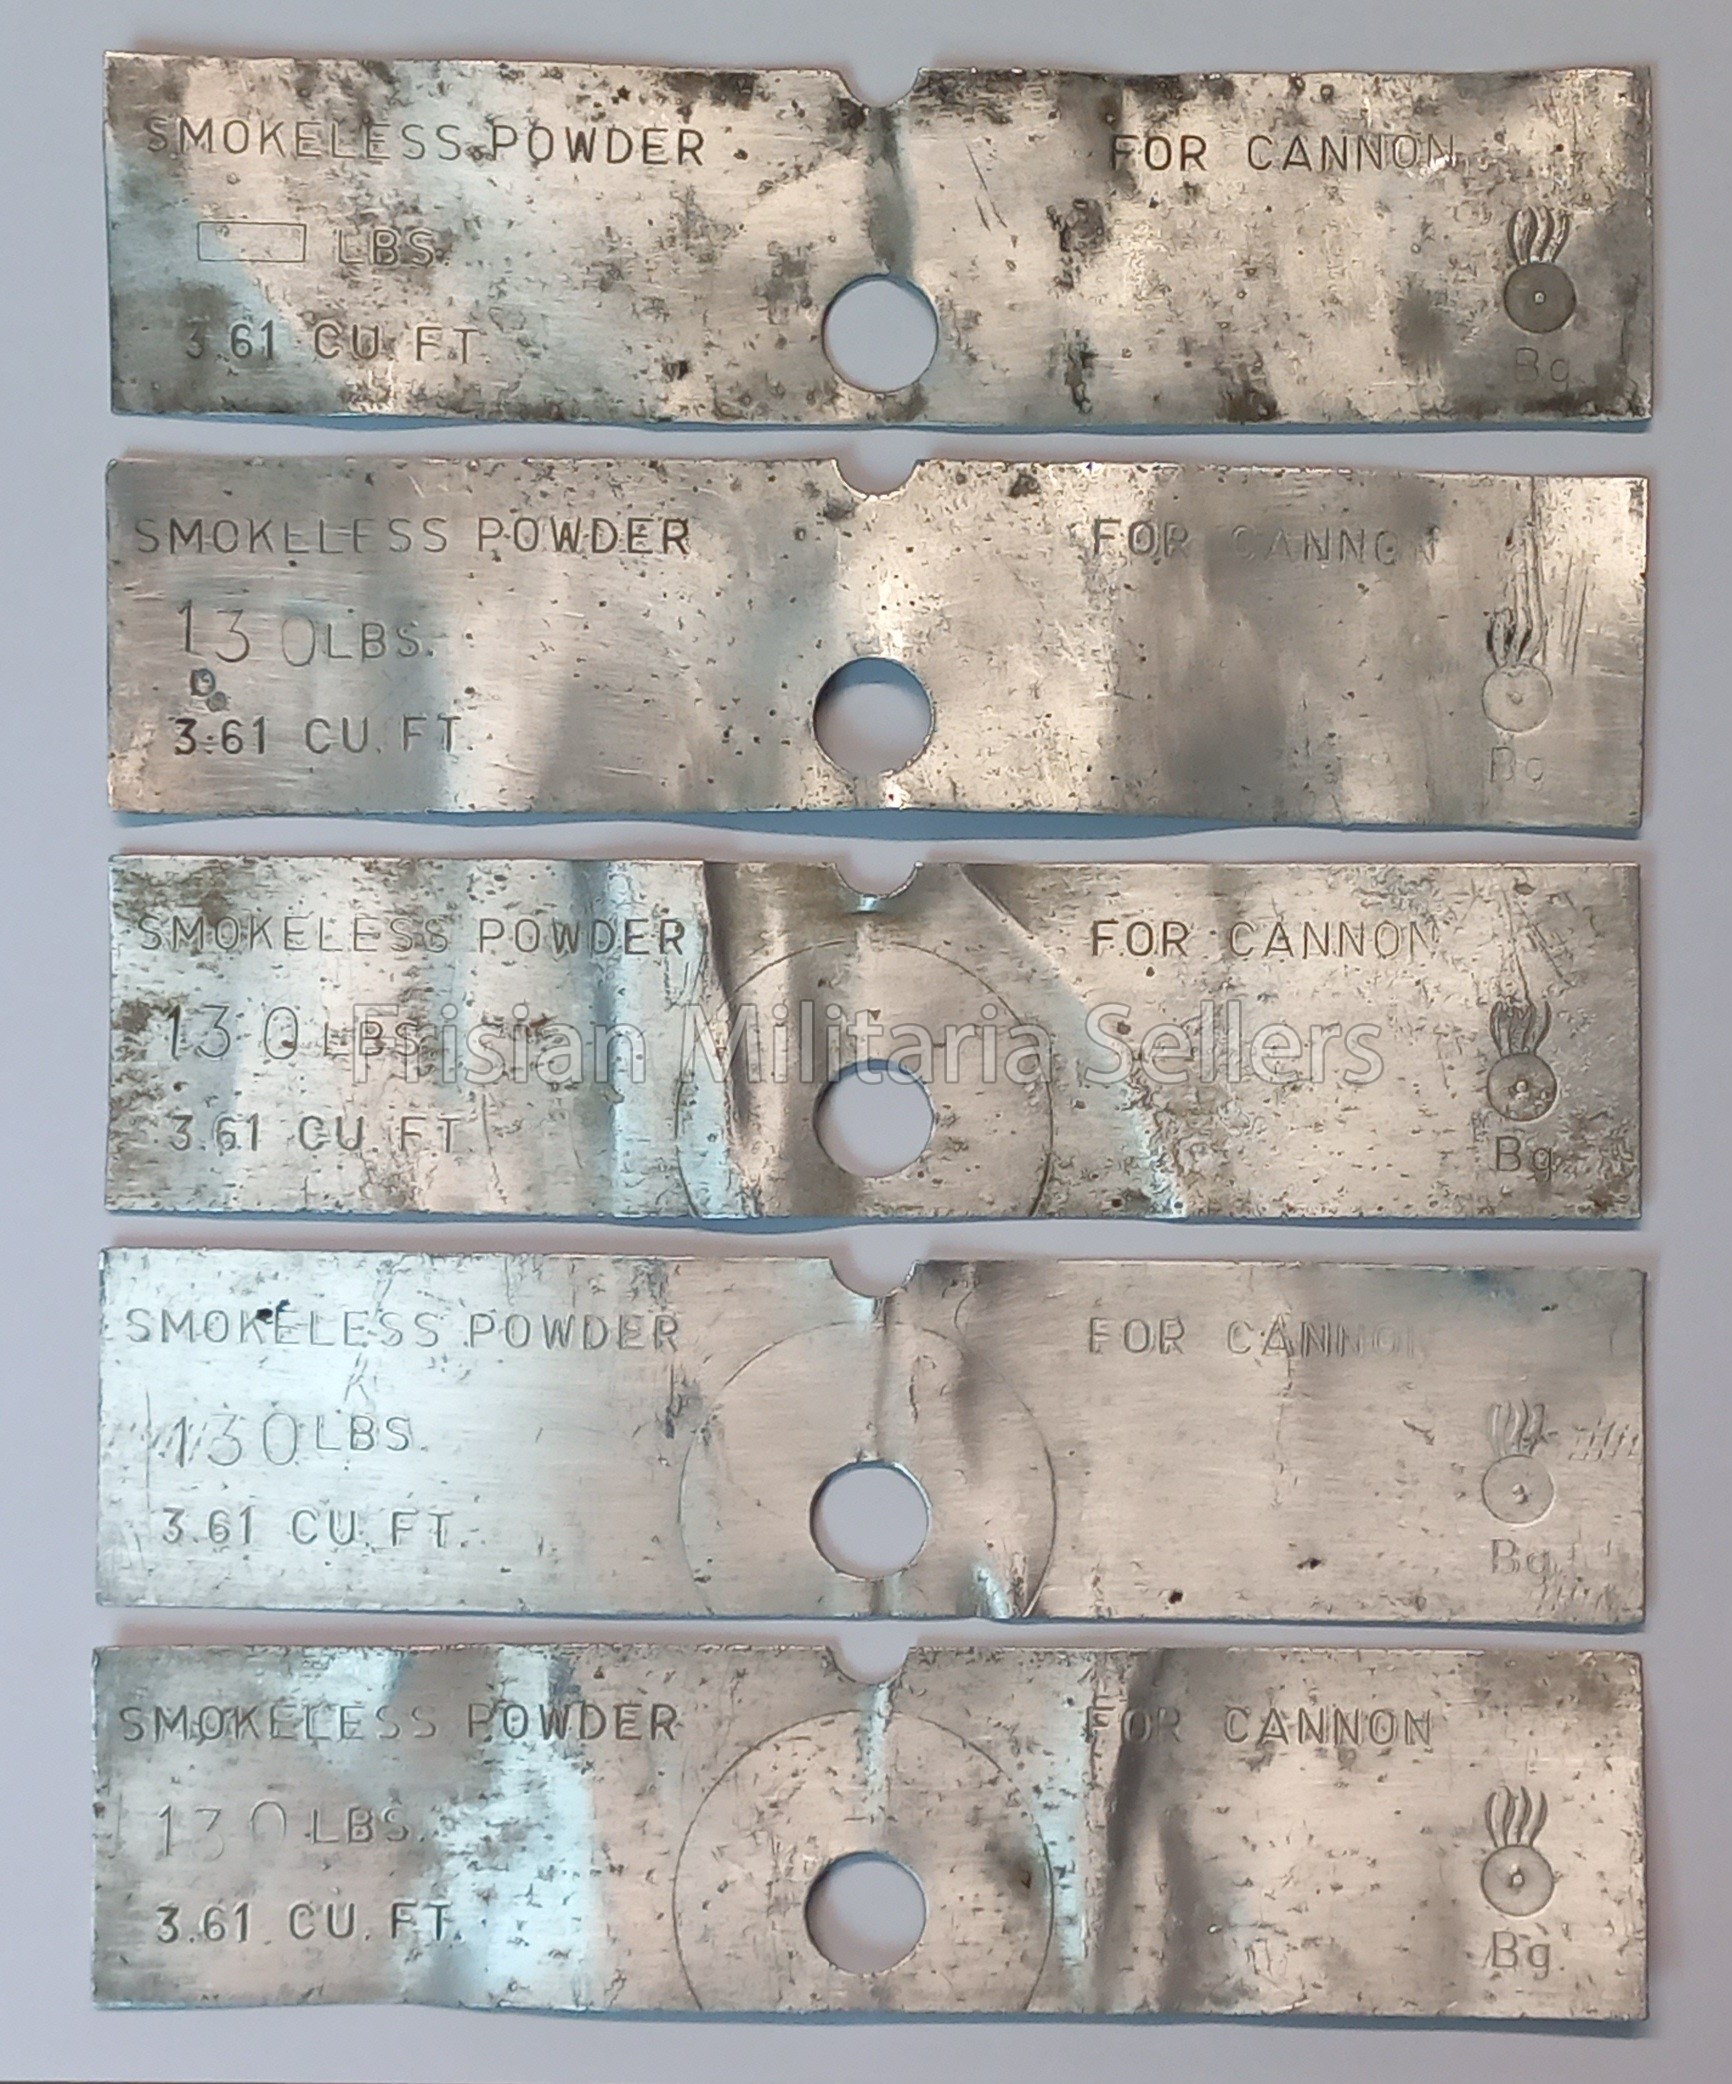 SMOKELESS POWDER FOR CANNON
LBS.
3.61 CU. FT.
Bg.
SMOKELESS POWDER FOR CANNON
130 LBS.
3.61 CU. FT.
Bg
SMOKELESS POWDER FOR CANNON
130 LBS
Frisian Militaria Sellers
3.61 CU. FT
Bg.
SMOKELESS POWDER FOR CANNON
130 LBS.
3.61 CU. FT.
Bg.
SMOKELESS POWDER FOR CANNON
130 LBS.
3.61 CU. FT.
Bg.